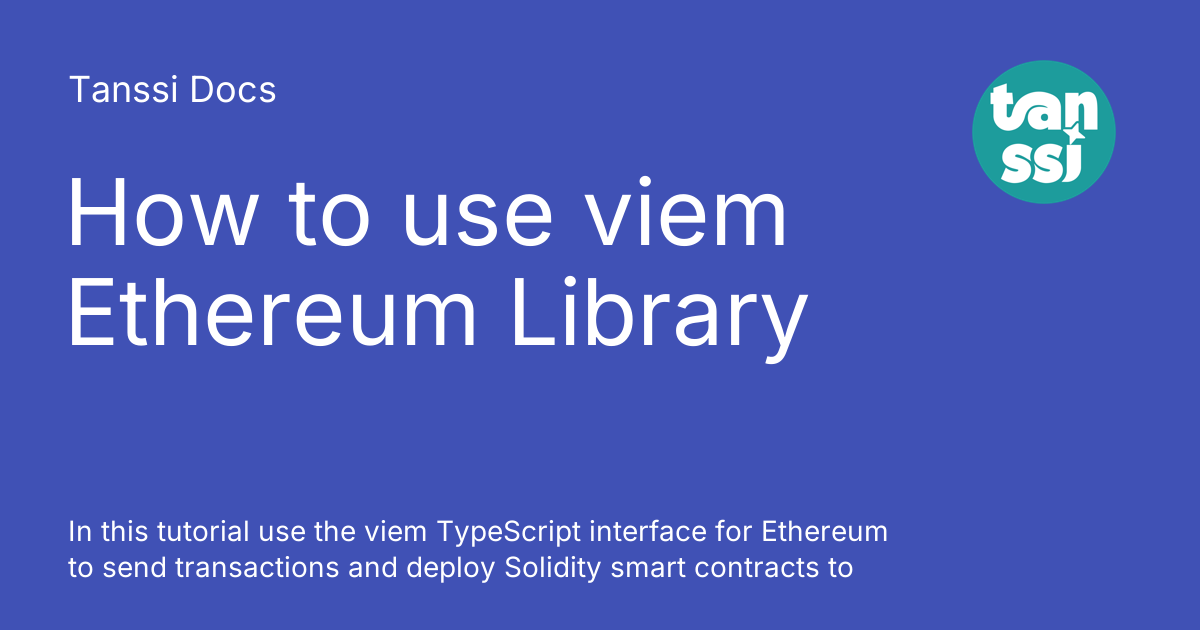 Tanssi Docs
tan
ssi
How to use viem
Ethereum Library
In this tutorial use the viem TypeScript interface for Ethereum
to send transactions and deploy Solidity smart contracts to